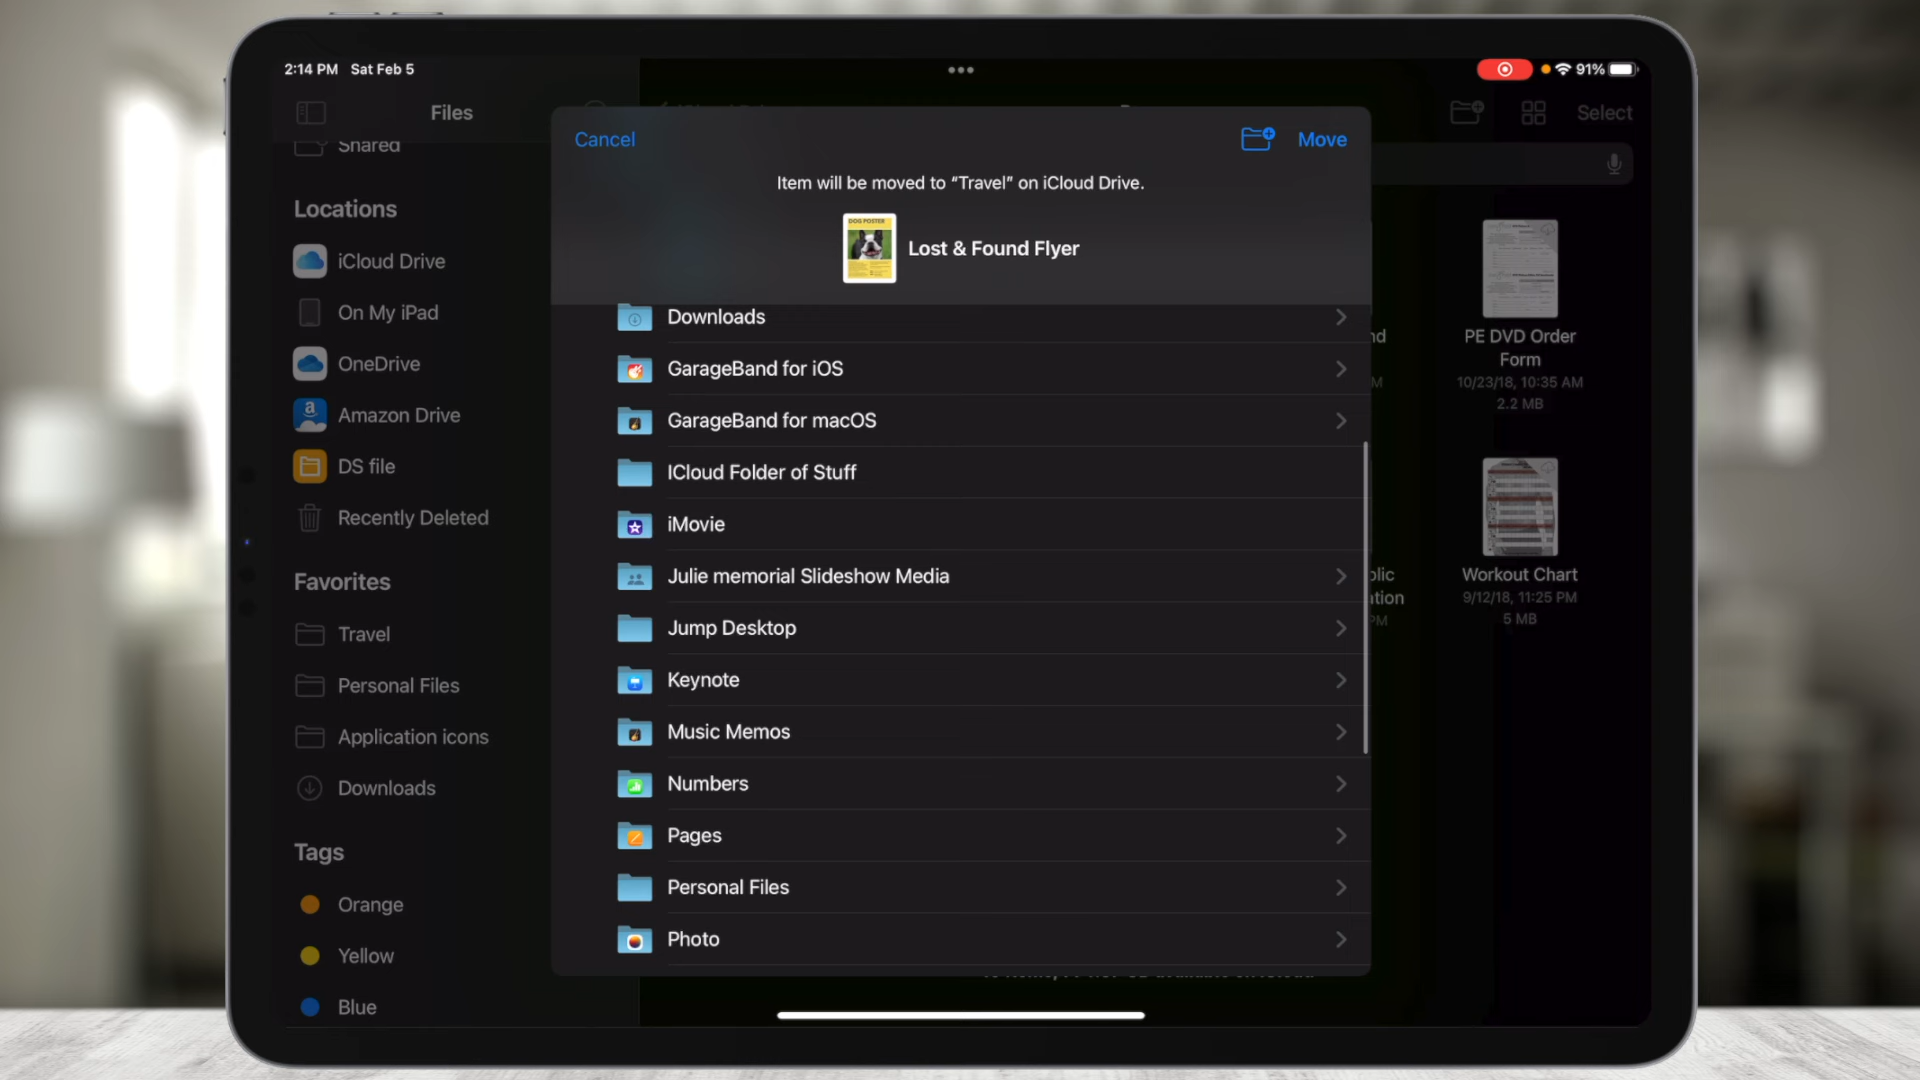 2:14 PM Sat Feb 5
91%
Files
Select
Shared
Locations
iCloud Drive
On My iPad
OneDrive
Amazon Drive
DS file
Recently Deleted
Favorites
Travel
Personal Files
Application icons
Downloads
Tags
Orange
Yellow
Blue
Cancel
Move
Item will be moved to “Travel” on iCloud Drive.
DOG POSTER
Lost & Found Flyer
Downloads
GarageBand for iOS
GarageBand for macOS
ICloud Folder of Stuff
iMovie
Julie memorial Slideshow Media
Jump Desktop
Keynote
Music Memos
Numbers
Pages
Personal Files
Photo
PE DVD Order
Form
10/23/18, 10:35 AM
2.2 MB
Workout Chart
9/12/18, 11:25 PM
5 MB